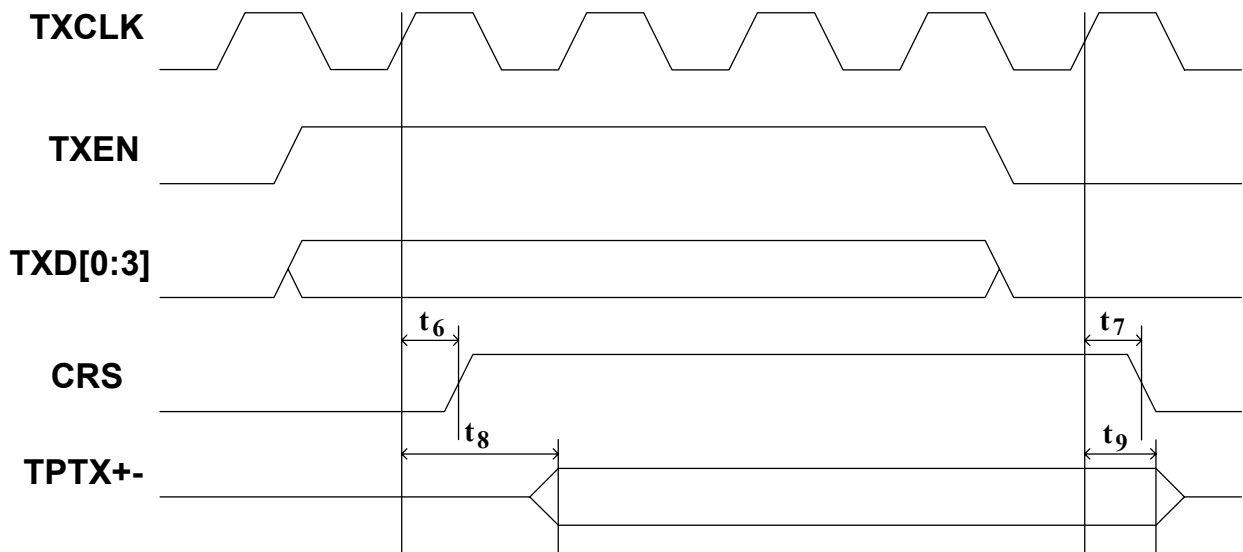 TXCLK
TXEN
TXD[0:3]
t6
t7
CRS
t8
t9
TPTX+-